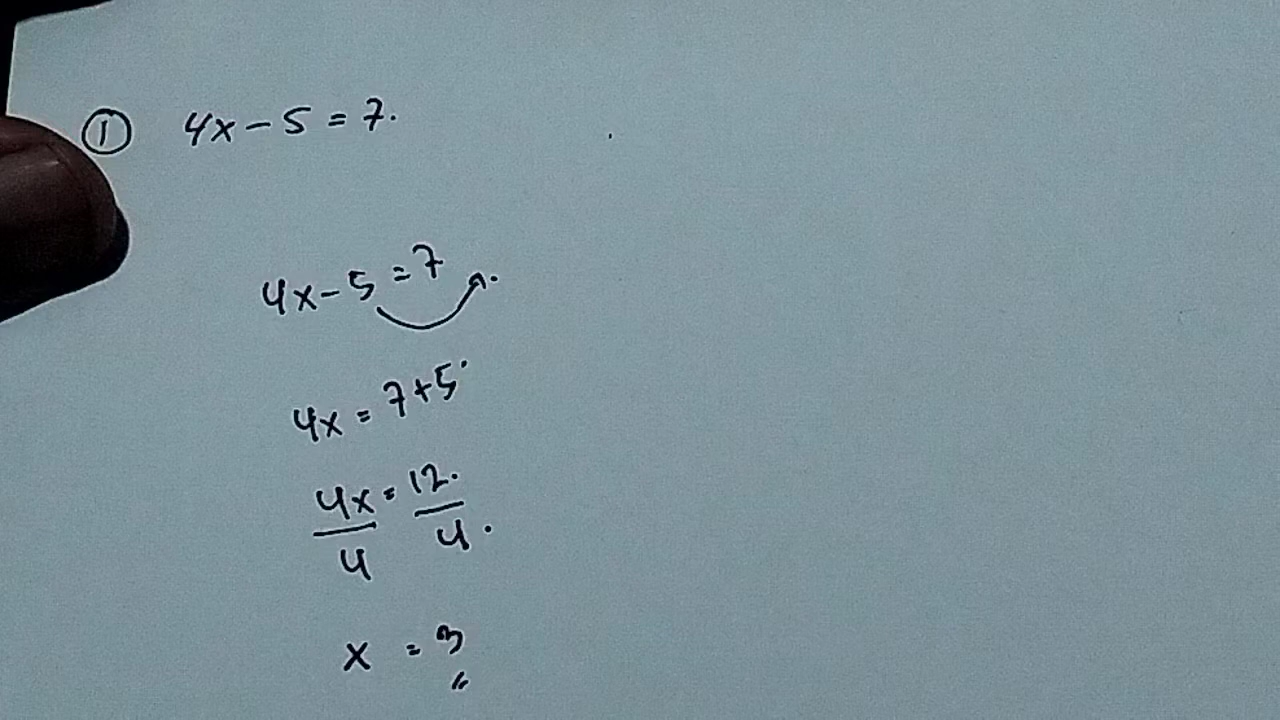 ① 4x - 5 = 7.
4x - 5 = 7
4x = 7 + 5
4x/4 = 12/4.
x = 3